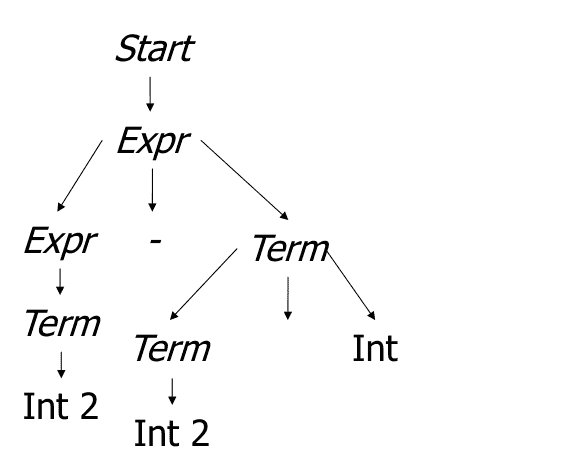 Start
Expr
Expr - Term
Term Term Int
Int 2 Int 2